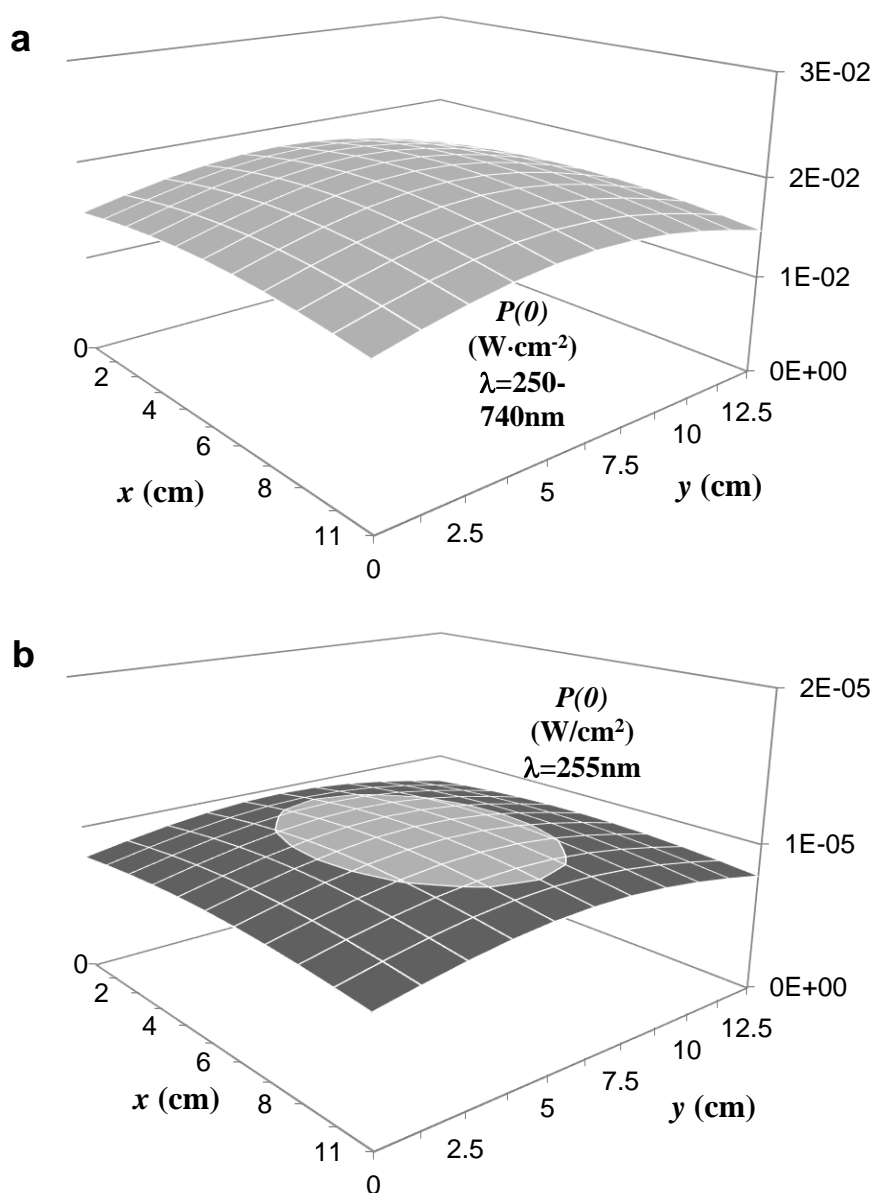 a
3E-02
2E-02
1E-02
0E+00
P(0)
(W·cm-2)
λ=250-
740nm
0
2
4
6
8
11
x (cm)
0
2.5
5
7.5
10
12.5
y (cm)
b
2E-05
1E-05
0E+00
P(0)
(W/cm2)
λ=255nm
0
2
4
6
8
11
x (cm)
0
2.5
5
7.5
10
12.5
y (cm)